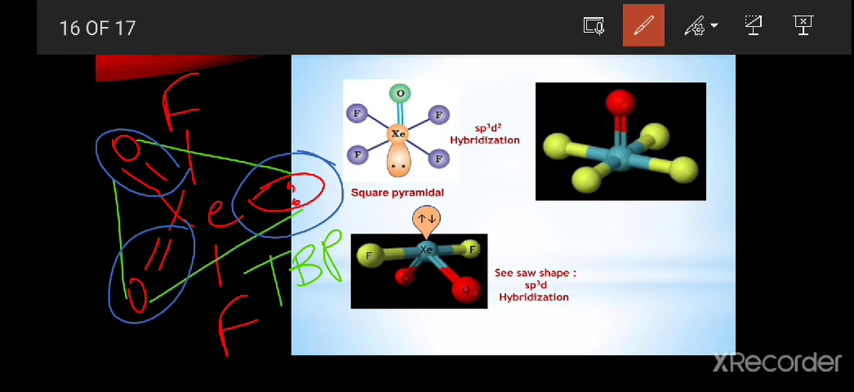 16 OF 17
F
O
Xe
O
F
TBP
O
F
F
Xe
F
F
sp³d²
Hybridization
Square pyramidal
↑↓
F
Xe
F
See saw shape :
sp³d
Hybridization
XRecorder